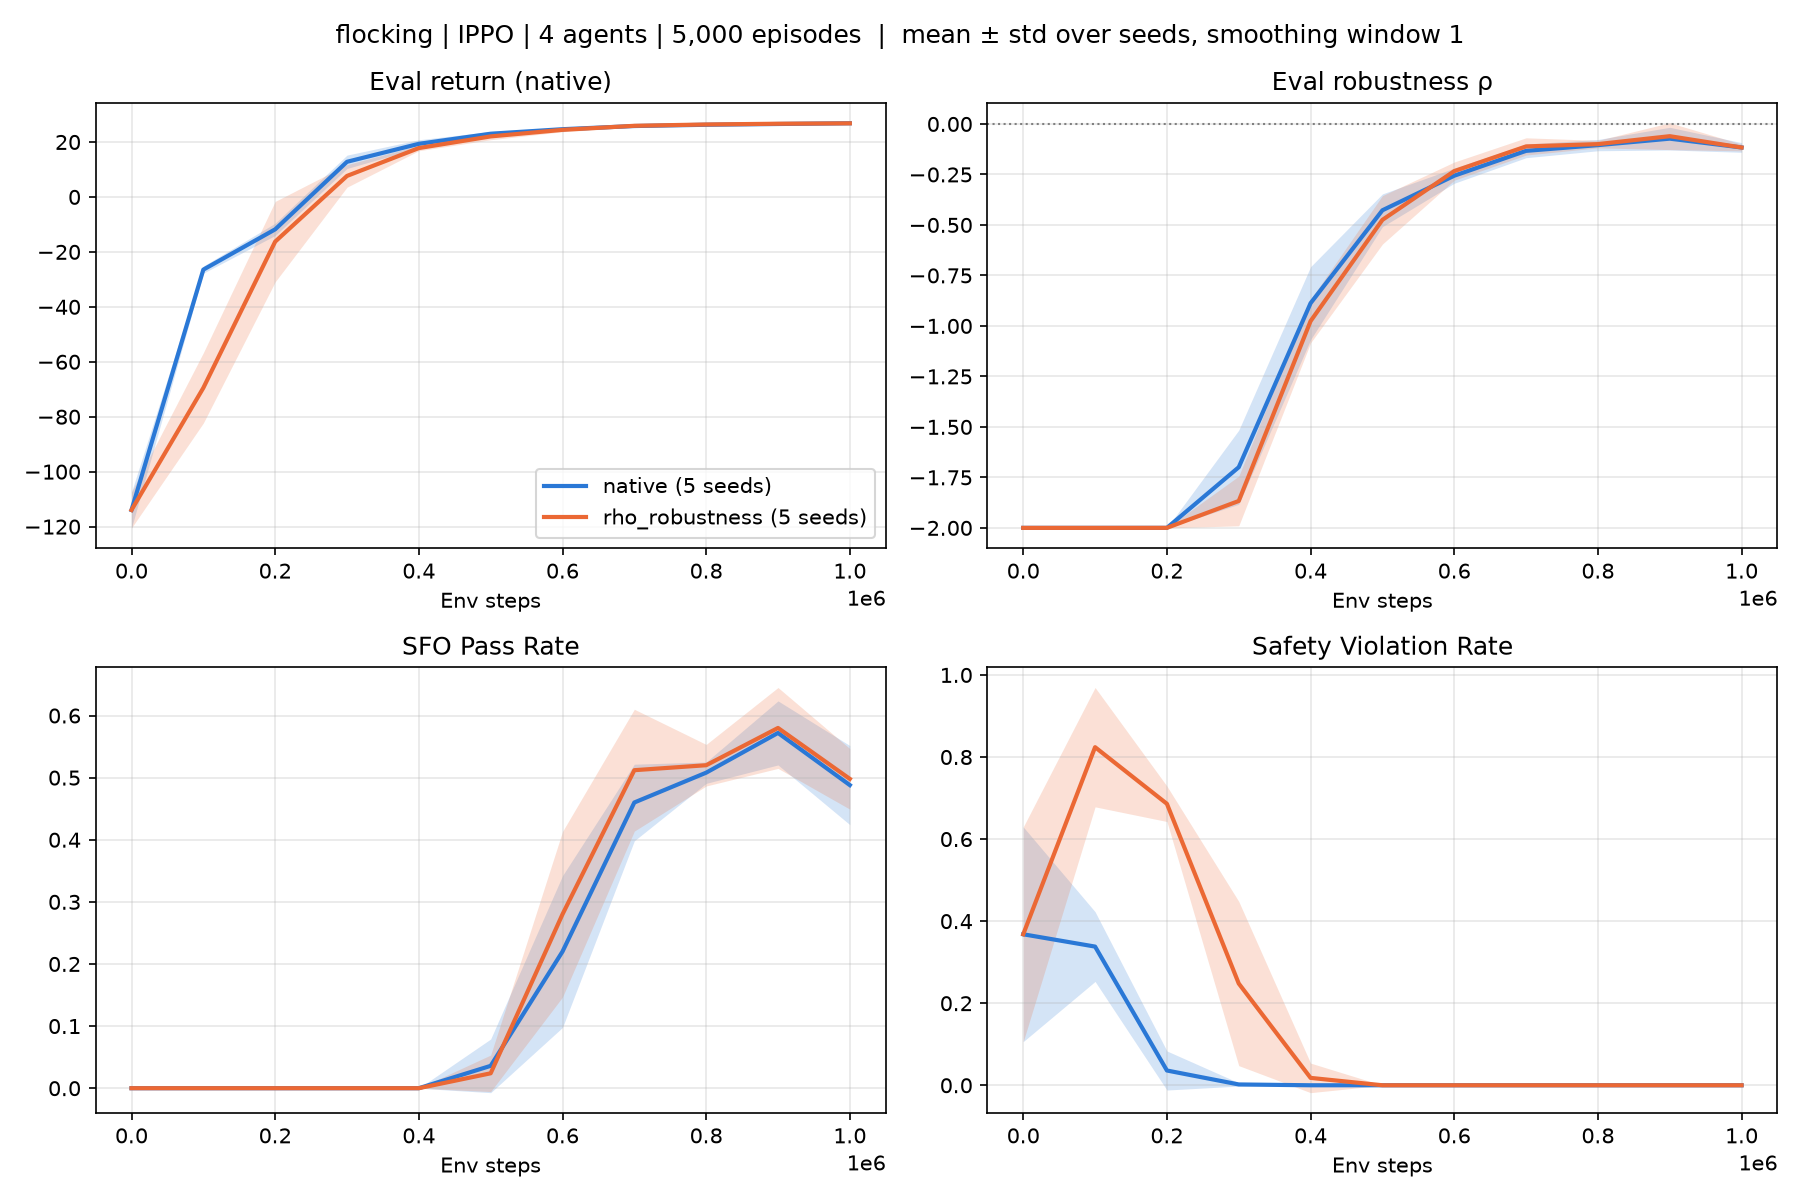 flocking | IPPO | 4 agents | 5,000 episodes  |  mean ± std over seeds, smoothing window 1
Eval return (native)
20
0
−20
−40
−60
−80
−100
−120
native (5 seeds)
rho_robustness (5 seeds)
0.0 0.2 0.4 0.6 0.8 1.0
Env steps
1e6
Eval robustness ρ
0.00
−0.25
−0.50
−0.75
−1.00
−1.25
−1.50
−1.75
−2.00
0.0 0.2 0.4 0.6 0.8 1.0
Env steps
1e6
SFO Pass Rate
0.6
0.5
0.4
0.3
0.2
0.1
0.0
0.0 0.2 0.4 0.6 0.8 1.0
Env steps
1e6
Safety Violation Rate
1.0
0.8
0.6
0.4
0.2
0.0
0.0 0.2 0.4 0.6 0.8 1.0
Env steps
1e6